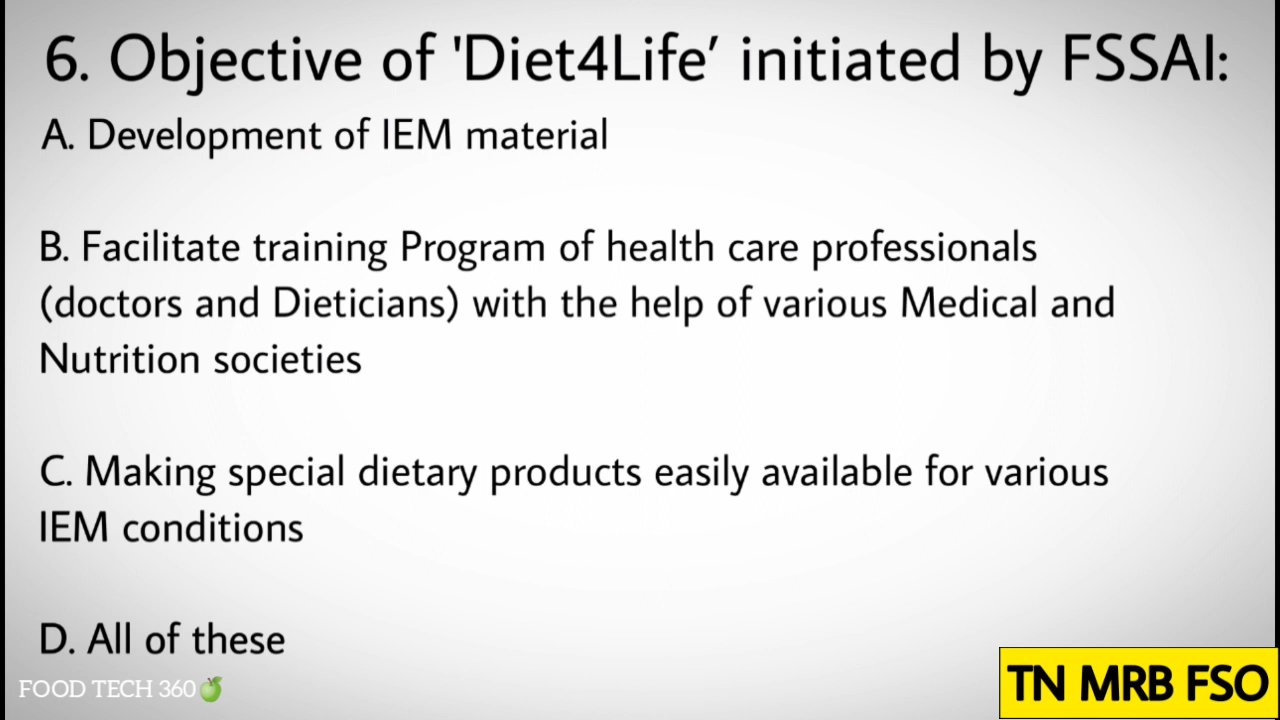 6. Objective of 'Diet4Life’ initiated by FSSAI:
A. Development of IEM material
B. Facilitate training Program of health care professionals
(doctors and Dieticians) with the help of various Medical and
Nutrition societies
C. Making special dietary products easily available for various
IEM conditions
D. All of these
FOOD TECH 360
TN MRB FSO